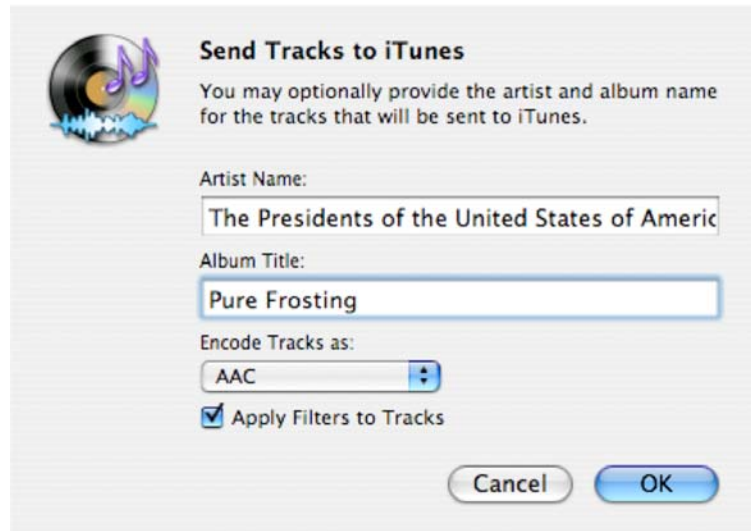 Send Tracks to iTunes
You may optionally provide the artist and album name
for the tracks that will be sent to iTunes.
Artist Name:
The Presidents of the United States of Americ
Album Title:
Pure Frosting
Encode Tracks as:
AAC
Apply Filters to Tracks
Cancel OK